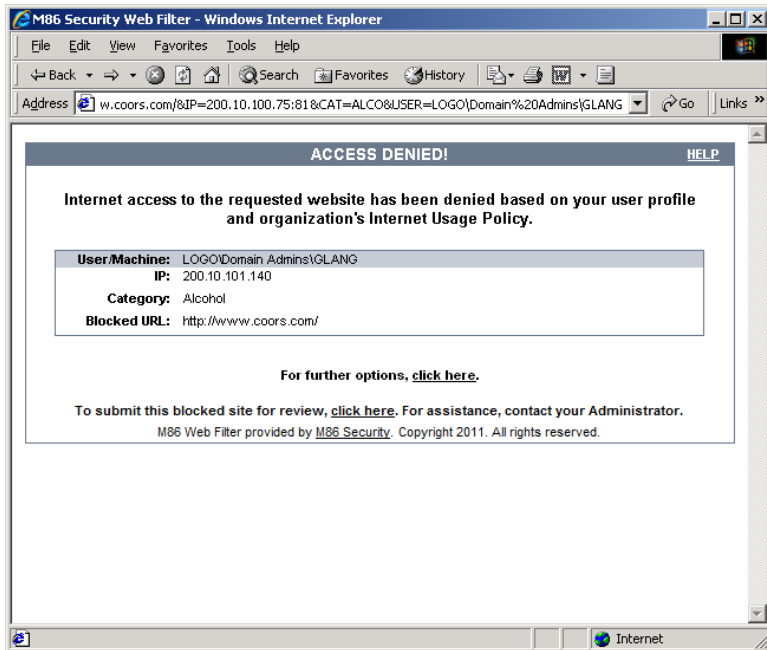 M86 Security Web Filter - Windows Internet Explorer
File Edit View Favorites Tools Help
Back Search Favorites History
Address w.coors.com/&IP=200.10.100.75:81&CAT=ALCO&USER=LOGO\Domain%20Admins\GLANG Go Links »
ACCESS DENIED! HELP
Internet access to the requested website has been denied based on your user profile
and organization's Internet Usage Policy.
User/Machine: LOGO\Domain Admins\GLANG
IP: 200.10.101.140
Category: Alcohol
Blocked URL: http://www.coors.com/
For further options, click here.
To submit this blocked site for review, click here. For assistance, contact your Administrator.
M86 Web Filter provided by M86 Security. Copyright 2011. All rights reserved.
Internet